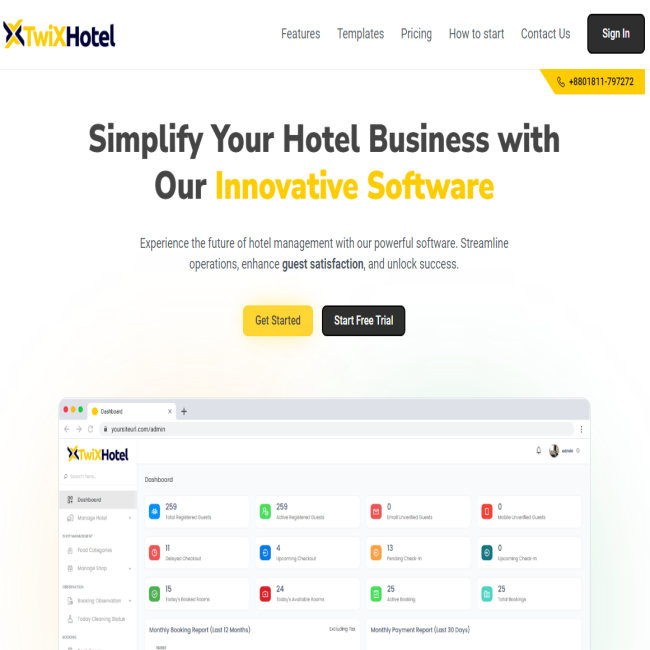 TwiXHotel
Features Templates Pricing How to start Contact Us Sign In
+8801811-797272
Simplify Your Hotel Business with
Our Innovative Software
Experience the future of hotel management with our powerful software. Streamline
operations, enhance guest satisfaction, and unlock success.
Get Started Start Free Trial
Dashboard X +
yoursiteurl.com/admin
TwiXHotel
admin
Dashboard
Dashboard
Manage Hotel
Food Categories
Manage Shop
Booking Observation
Today Cleaning Status
259 259 0 0
Total Registered Guests Active Registered Guests Email Unverified Guests Mobile Unverified Guests
11 4 13 0
Delayed Checkout Upcoming Checkout Pending Check-In Upcoming Check-In
15 24 25 25
Today's Booked Rooms Today's Available Rooms Active Booking Total Bookings
Monthly Booking Report (Last 12 Months) Excluding Tax Monthly Payment Report (Last 30 Days)